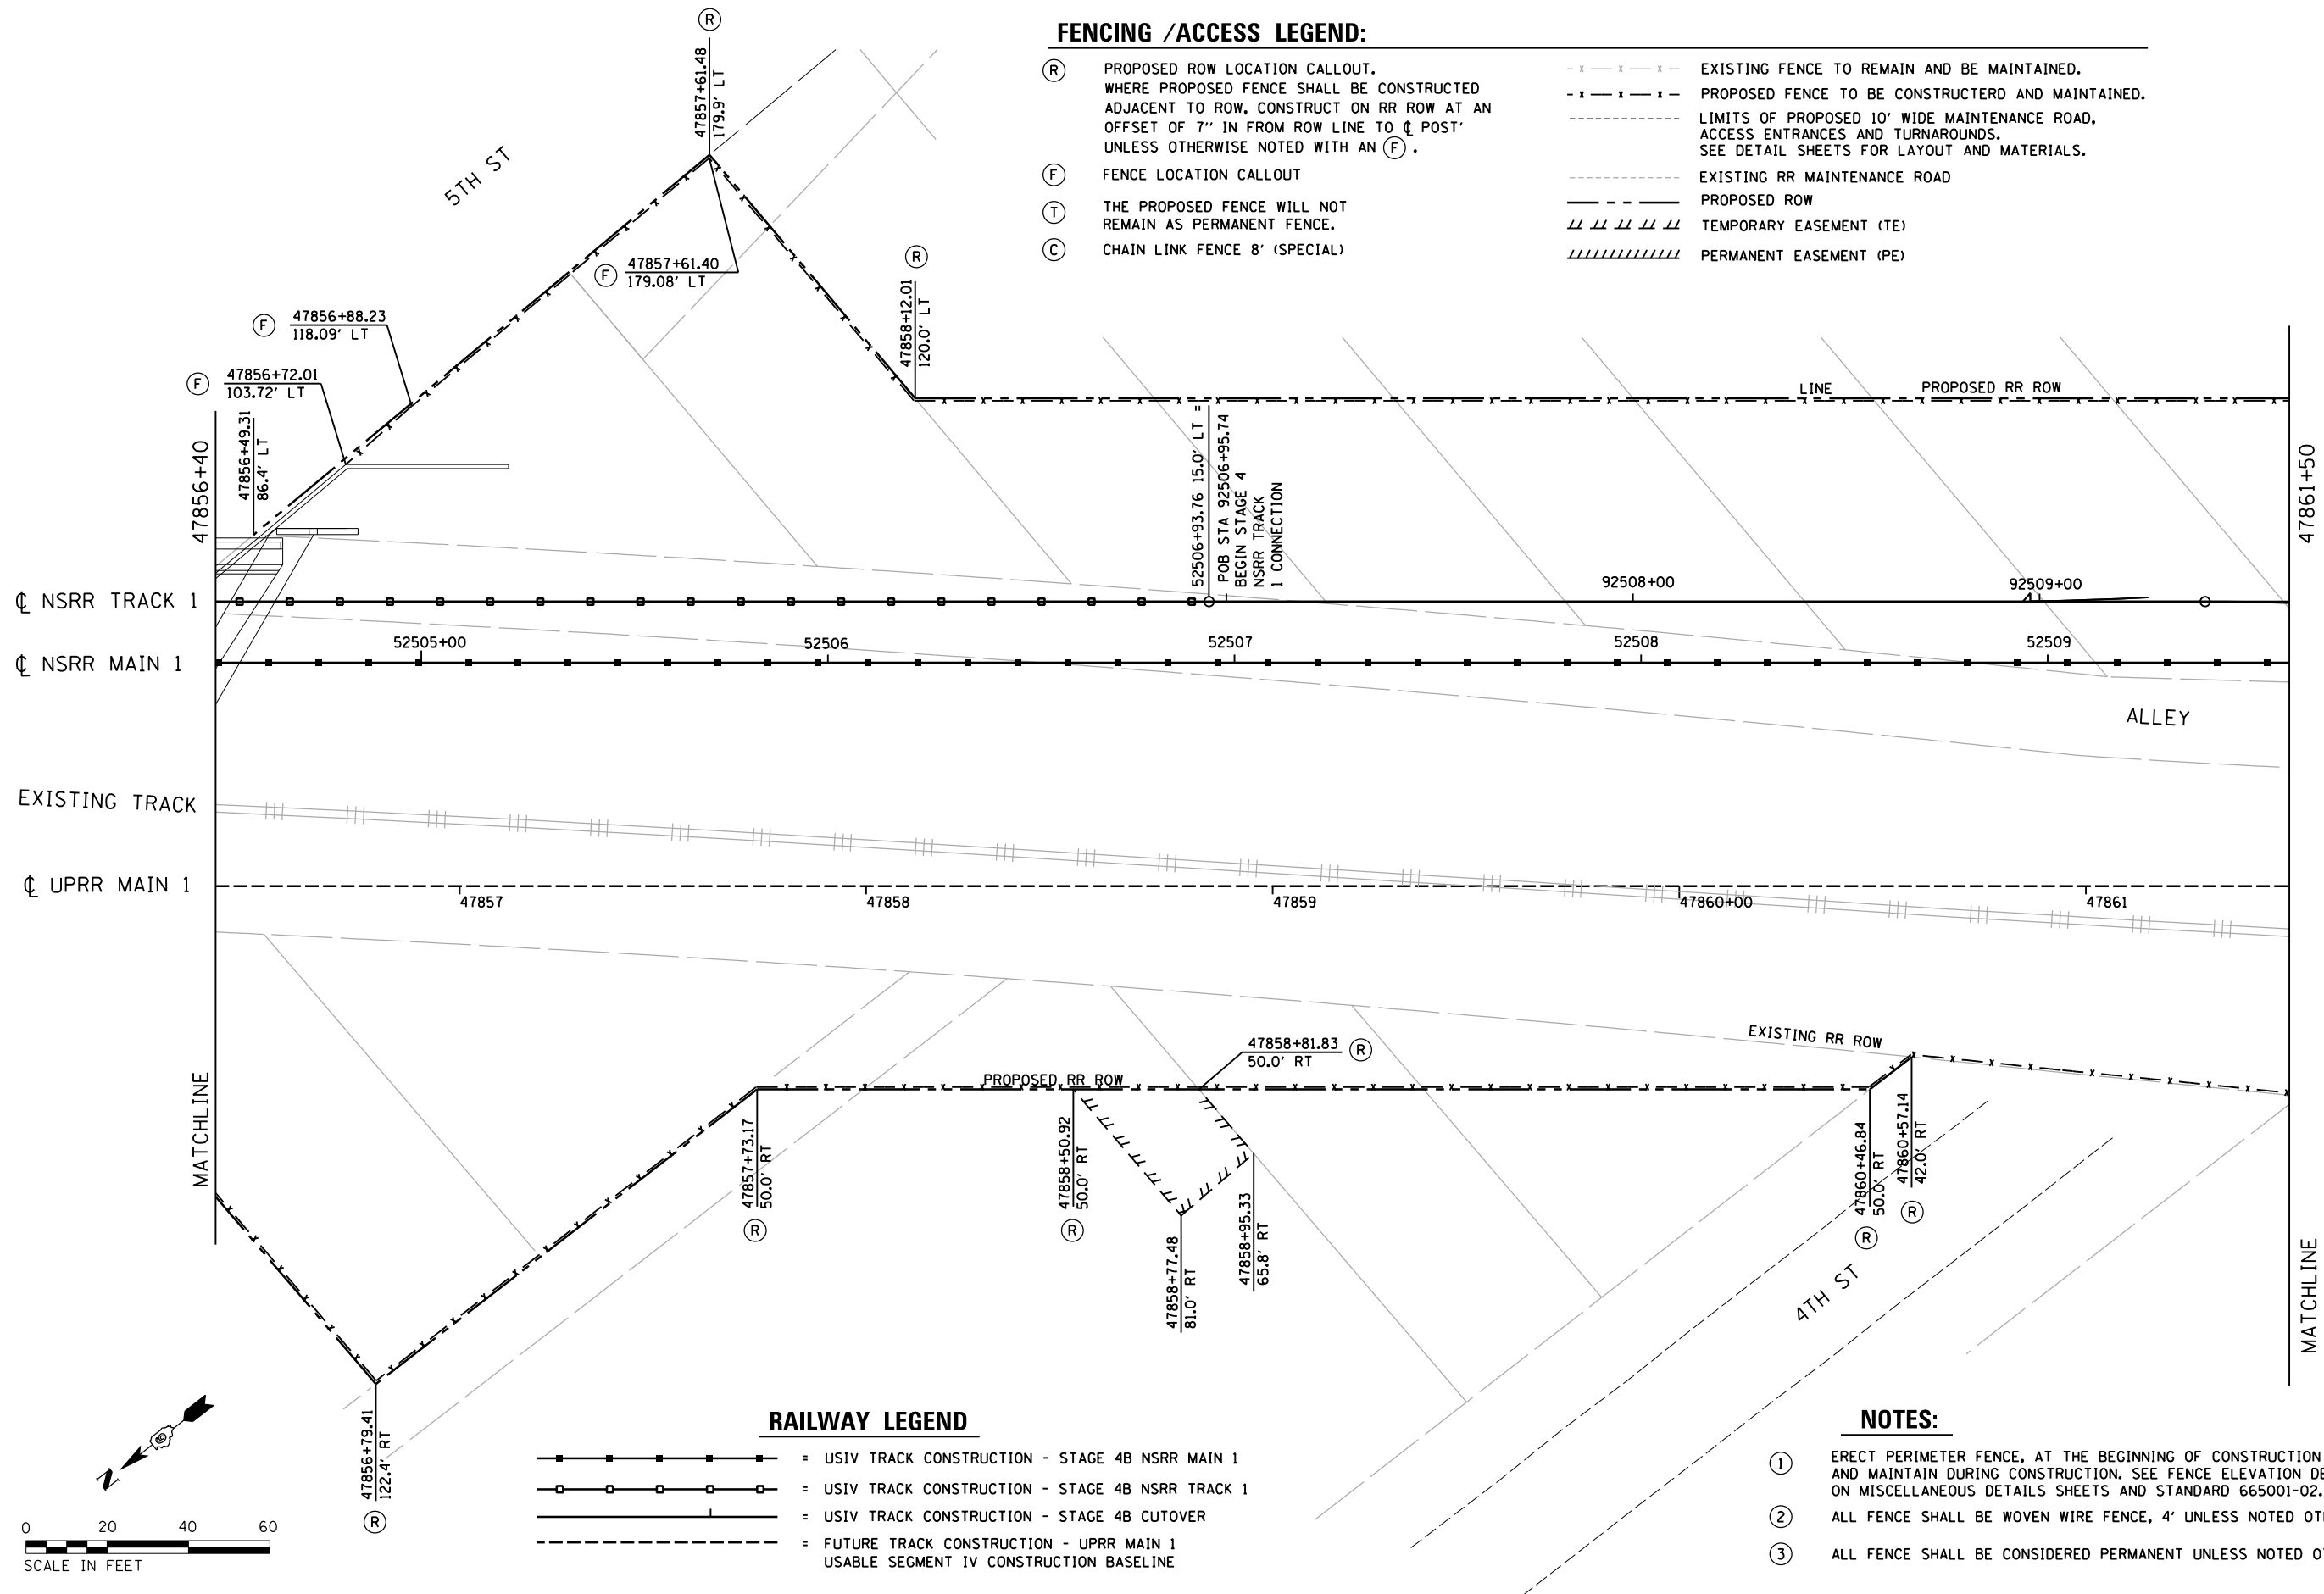 FENCING /ACCESS LEGEND:
R PROPOSED ROW LOCATION CALLOUT.
WHERE PROPOSED FENCE SHALL BE CONSTRUCTED
ADJACENT TO ROW, CONSTRUCT ON RR ROW AT AN
OFFSET OF 7'' IN FROM ROW LINE TO ℄ POST'
UNLESS OTHERWISE NOTED WITH AN F .
F FENCE LOCATION CALLOUT
T THE PROPOSED FENCE WILL NOT
REMAIN AS PERMANENT FENCE.
C CHAIN LINK FENCE 8' (SPECIAL)
EXISTING FENCE TO REMAIN AND BE MAINTAINED.
PROPOSED FENCE TO BE CONSTRUCTERD AND MAINTAINED.
LIMITS OF PROPOSED 10' WIDE MAINTENANCE ROAD,
ACCESS ENTRANCES AND TURNAROUNDS.
SEE DETAIL SHEETS FOR LAYOUT AND MATERIALS.
EXISTING RR MAINTENANCE ROAD
PROPOSED ROW
TEMPORARY EASEMENT (TE)
PERMANENT EASEMENT (PE)
5TH ST
R
47857+61.48
179.9' LT
F
47857+61.40
179.08' LT
F
47856+88.23
118.09' LT
F
47856+72.01
103.72' LT
47856+49.31
86.4' LT
R
47858+12.01
120.0' LT
LINE
PROPOSED RR ROW
47856+40
47861+50
52506+93.76 15.0' LT =
POB STA 92506+95.74
BEGIN STAGE 4
NSRR TRACK
1 CONNECTION
92508+00
92509+00
℄ NSRR TRACK 1
52505+00
52506
52507
52508
52509
℄ NSRR MAIN 1
ALLEY
EXISTING TRACK
℄ UPRR MAIN 1
47857
47858
47859
47860+00
47861
EXISTING RR ROW
47858+81.83
50.0' RT
R
PROPOSED RR ROW
MATCHLINE
47857+73.17
50.0' RT
R
47858+50.92
50.0' RT
R
47858+77.48
81.0' RT
47858+95.33
65.8' RT
47860+46.84
50.0' RT
R
47860+57.14
42.0' RT
R
4TH ST
MATCHLINE
47856+79.41
122.4' RT
R
N
0 20 40 60
SCALE IN FEET
RAILWAY LEGEND
= USIV TRACK CONSTRUCTION - STAGE 4B NSRR MAIN 1
= USIV TRACK CONSTRUCTION - STAGE 4B NSRR TRACK 1
= USIV TRACK CONSTRUCTION - STAGE 4B CUTOVER
= FUTURE TRACK CONSTRUCTION - UPRR MAIN 1
USABLE SEGMENT IV CONSTRUCTION BASELINE
NOTES:
1 ERECT PERIMETER FENCE, AT THE BEGINNING OF CONSTRUCTION
AND MAINTAIN DURING CONSTRUCTION. SEE FENCE ELEVATION DE
ON MISCELLANEOUS DETAILS SHEETS AND STANDARD 665001-02.
2 ALL FENCE SHALL BE WOVEN WIRE FENCE, 4' UNLESS NOTED OT
3 ALL FENCE SHALL BE CONSIDERED PERMANENT UNLESS NOTED O